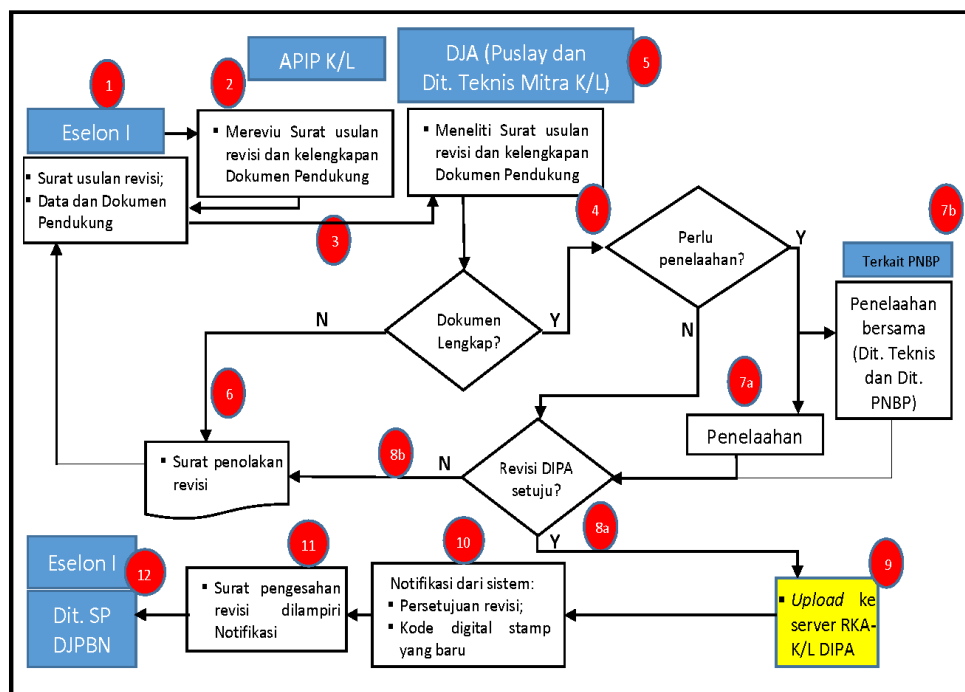 1
Eselon I
▪ Surat usulan revisi;
▪ Data dan Dokumen
Pendukung
2
APIP K/L
▪ Mereviu Surat usulan
revisi dan kelengkapan
Dokumen Pendukung
3
DJA (Puslay dan
Dit. Teknis Mitra K/L)
5
▪ Meneliti Surat usulan
revisi dan kelengkapan
Dokumen Pendukung
4
Dokumen
Lengkap?
N
Y
Perlu
penelaahan?
Y
N
7b
Terkait PNBP
Penelaahan
bersama
(Dit. Teknis
dan Dit.
PNBP)
7a
Penelaahan
6
▪ Surat penolakan
revisi
8b
N
Revisi DIPA
setuju?
Y
8a
9
▪ Upload ke
server RKA-
K/L DIPA
10
Notifikasi dari sistem:
▪ Persetujuan revisi;
▪ Kode digital stamp
yang baru
11
▪ Surat pengesahan
revisi dilampiri
Notifikasi
12
Eselon I
Dit. SP
DJPBN